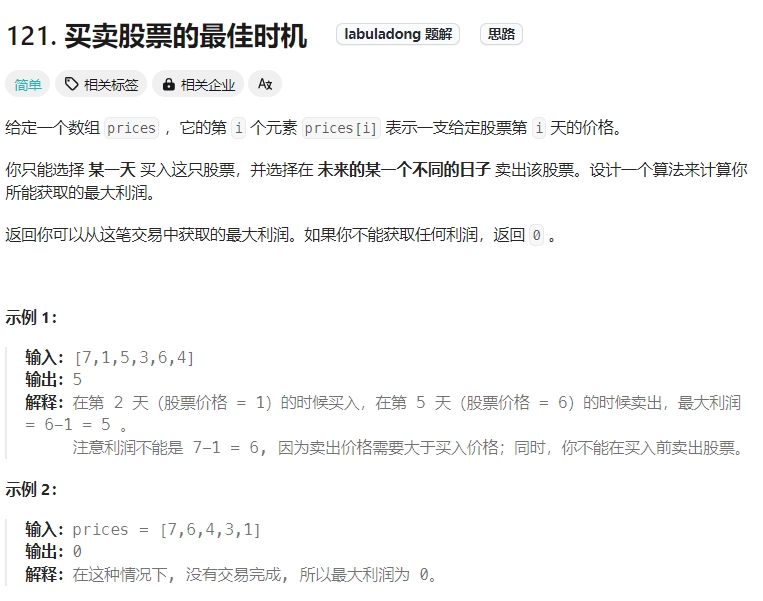 121. 买卖股票的最佳时机 labuladong 题解 思路
简单 相关标签 相关企业 Ax
给定一个数组 prices ，它的第 i 个元素 prices[i] 表示一支给定股票第 i 天的价格。
你只能选择 某一天 买入这只股票，并选择在 未来的某一个不同的日子 卖出该股票。设计一个算法来计算你
所能获取的最大利润。
返回你可以从这笔交易中获取的最大利润。如果你不能获取任何利润，返回 0 。
示例 1：
输入：[7,1,5,3,6,4]
输出：5
解释：在第 2 天（股票价格 = 1）的时候买入，在第 5 天（股票价格 = 6）的时候卖出，最大利润
= 6-1 = 5 。
注意利润不能是 7-1 = 6, 因为卖出价格需要大于买入价格；同时，你不能在买入前卖出股票。
示例 2：
输入：prices = [7,6,4,3,1]
输出：0
解释：在这种情况下, 没有交易完成, 所以最大利润为 0。